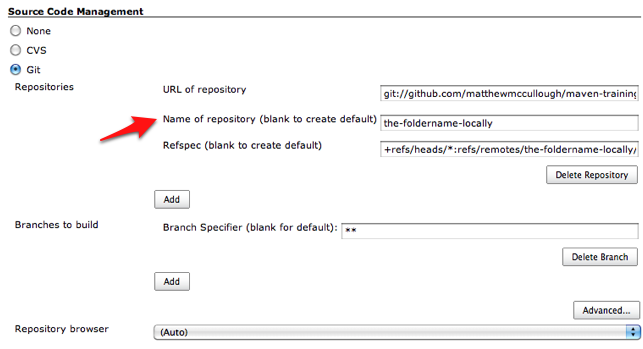 Source Code Management
None
CVS
Git
Repositories
URL of repository
git://github.com/matthewmccullough/maven-training
Name of repository (blank to create default)
the-foldername-locally
Refspec (blank to create default)
+refs/heads/*:refs/remotes/the-foldername-locally/
Delete Repository
Add
Branches to build
Branch Specifier (blank for default):
**
Delete Branch
Add
Advanced...
Repository browser
(Auto)